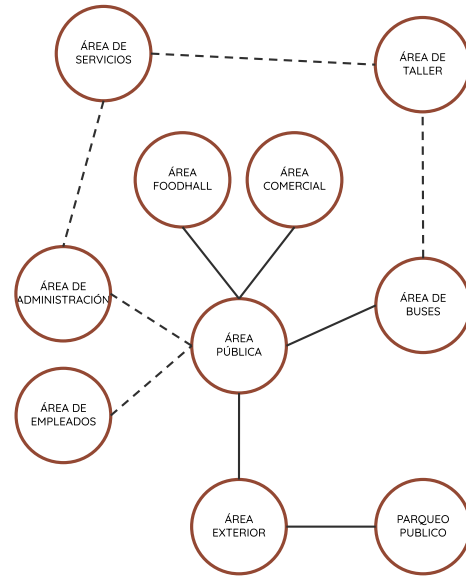 ÁREA DE
SERVICIOS
ÁREA DE
TALLER
ÁREA
FOODHALL
ÁREA
COMERCIAL
ÁREA DE
ADMINISTRACIÓN
ÁREA DE
BUSES
ÁREA
PÚBLICA
ÁREA DE
EMPLEADOS
ÁREA
EXTERIOR
PARQUEO
PUBLICO